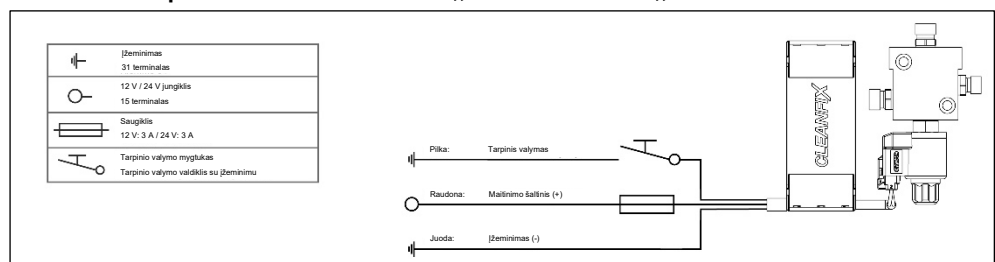 Įžeminimas
31 terminalas
12 V / 24 V jungiklis
15 terminalas
Saugiklis
12 V: 3 A / 24 V: 3 A
Tarpinio valymo mygtukas
Tarpinio valymo valdiklis su įžeminimu
Pilka: Tarpinis valymas
Raudona: Maitinimo šaltinis (+)
Juoda: Įžeminimas (-)
CLEANFIX